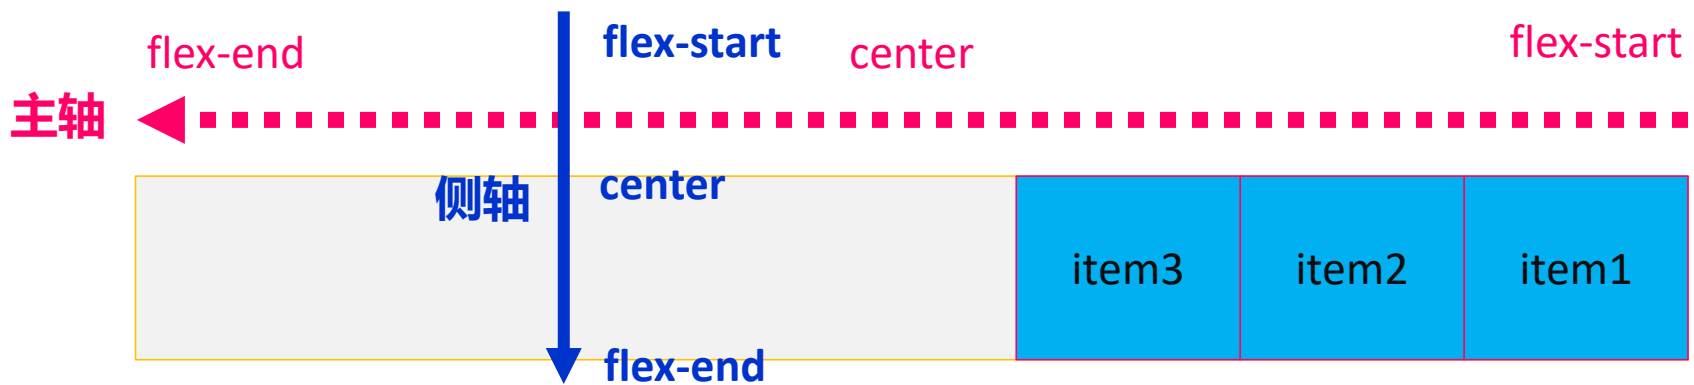 flex-end
flex-start
center
flex-start
主轴
侧轴
center
item3
item2
item1
flex-end